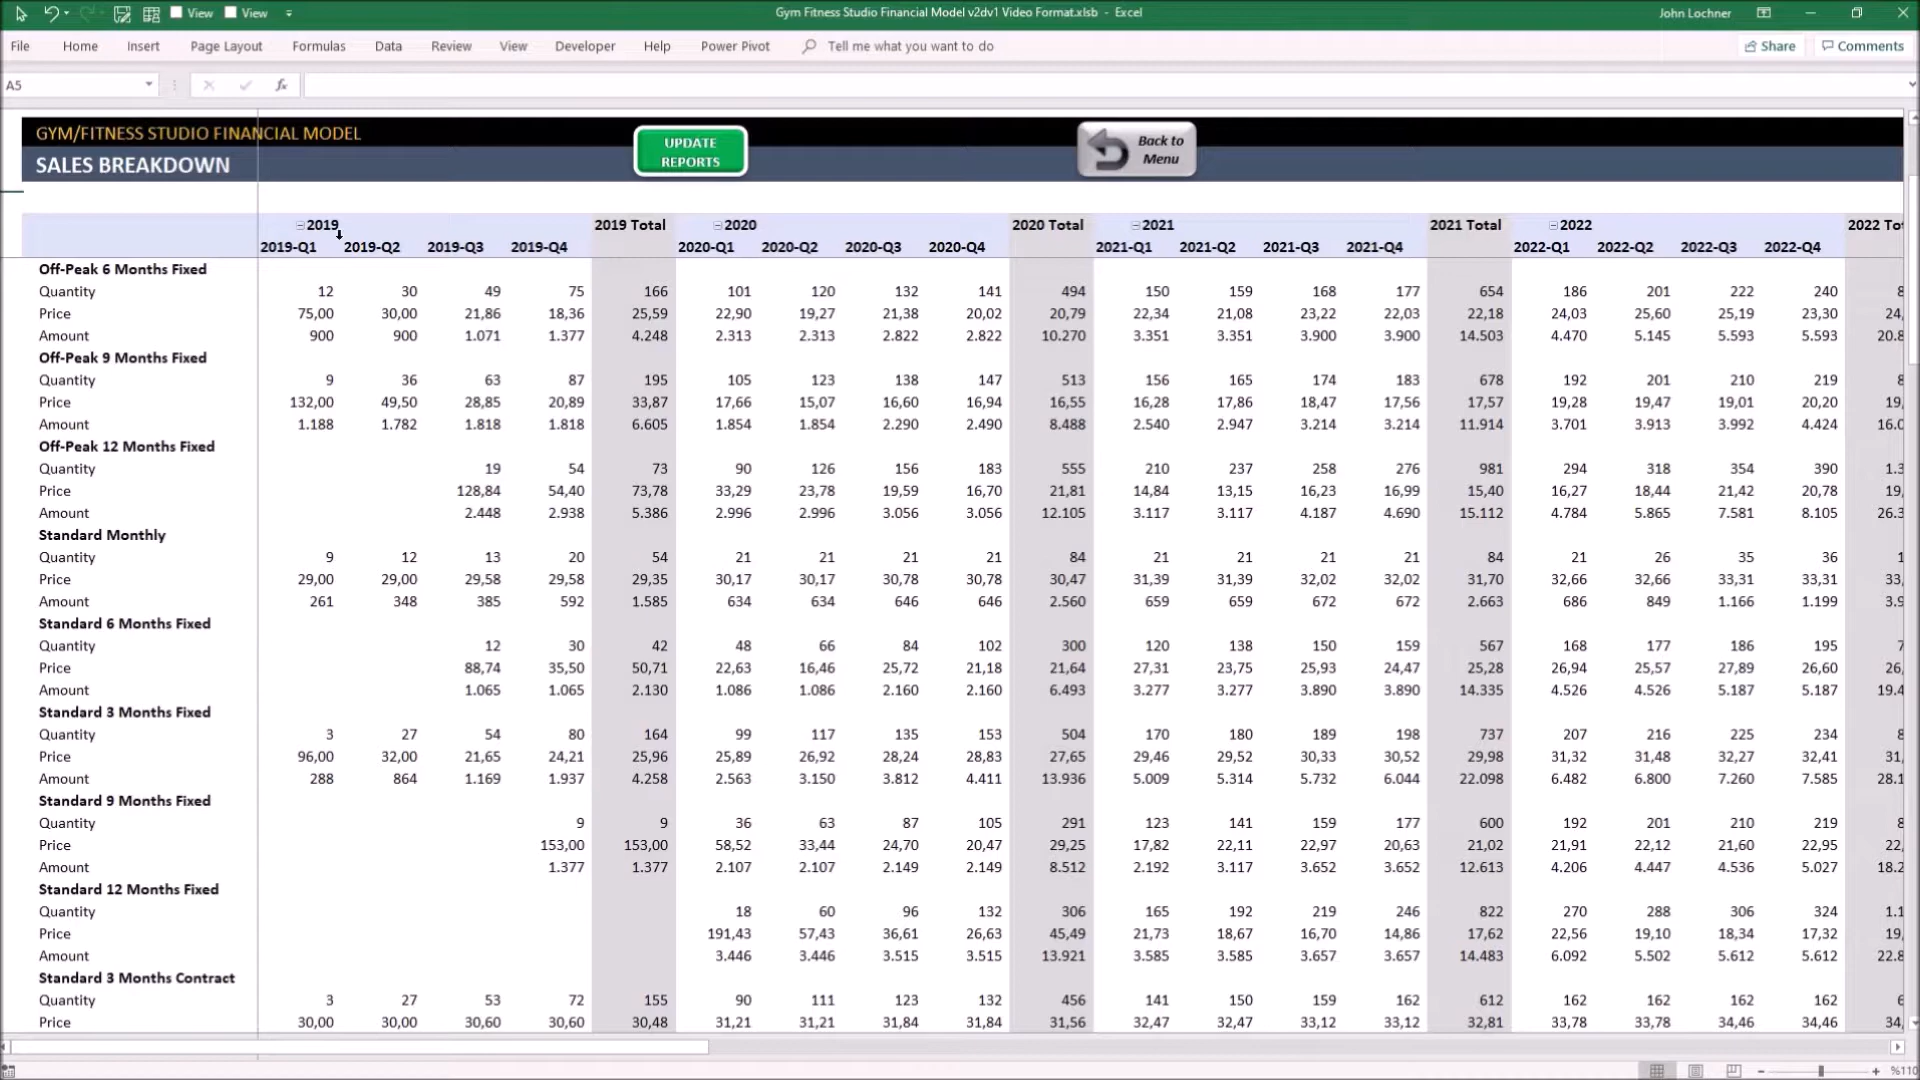 View View
Gym Fitness Studio Financial Model v2dv1 Video Format.xlsb - Excel
John Lochner
File Home Insert Page Layout Formulas Data Review View Developer Help Power Pivot Tell me what you want to do Share Comments
A5 fx
GYM/FITNESS STUDIO FINANCIAL MODEL
SALES BREAKDOWN
UPDATE
REPORTS
Back to
Menu
2019 2019 Total 2020 2020 Total 2021 2021 Total 2022 2022 Tot
2019-Q1 2019-Q2 2019-Q3 2019-Q4 2020-Q1 2020-Q2 2020-Q3 2020-Q4 2021-Q1 2021-Q2 2021-Q3 2021-Q4 2022-Q1 2022-Q2 2022-Q3 2022-Q4
Off-Peak 6 Months Fixed
Quantity 12 30 49 75 166 101 120 132 141 494 150 159 168 177 654 186 201 222 240 8
Price 75,00 30,00 21,86 18,36 25,59 22,90 19,27 21,38 20,02 20,79 22,34 21,08 23,22 22,03 22,18 24,03 25,60 25,19 23,30 24,
Amount 900 900 1.071 1.377 4.248 2.313 2.313 2.822 2.822 10.270 3.351 3.351 3.900 3.900 14.503 4.470 5.145 5.593 5.593 20.8
Off-Peak 9 Months Fixed
Quantity 9 36 63 87 195 105 123 138 147 513 156 165 174 183 678 192 201 210 219 8
Price 132,00 49,50 28,85 20,89 33,87 17,66 15,07 16,60 16,94 16,55 16,28 17,86 18,47 17,56 17,57 19,28 19,47 19,01 20,20 19,
Amount 1.188 1.782 1.818 1.818 6.605 1.854 1.854 2.290 2.490 8.488 2.540 2.947 3.214 3.214 11.914 3.701 3.913 3.992 4.424 16.0
Off-Peak 12 Months Fixed
Quantity 19 54 73 90 126 156 183 555 210 237 258 276 981 294 318 354 390 1.3
Price 128,84 54,40 73,78 33,29 23,78 19,59 16,70 21,81 14,84 13,15 16,23 16,99 15,40 16,27 18,44 21,42 20,78 19,
Amount 2.448 2.938 5.386 2.996 2.996 3.056 3.056 12.105 3.117 3.117 4.187 4.690 15.112 4.784 5.865 7.581 8.105 26.3
Standard Monthly
Quantity 9 12 13 20 54 21 21 21 21 84 21 21 21 21 84 21 26 35 36 1
Price 29,00 29,00 29,58 29,58 29,35 30,17 30,17 30,78 30,78 30,47 31,39 31,39 32,02 32,02 31,70 32,66 32,66 33,31 33,31 33,
Amount 261 348 385 592 1.585 634 634 646 646 2.560 659 659 672 672 2.663 686 849 1.166 1.199 3.9
Standard 6 Months Fixed
Quantity 12 30 42 48 66 84 102 300 120 138 150 159 567 168 177 186 195 7
Price 88,74 35,50 50,71 22,63 16,46 25,72 21,18 21,64 27,31 23,75 25,93 24,47 25,28 26,94 25,57 27,89 26,60 26,
Amount 1.065 1.065 2.130 1.086 1.086 2.160 2.160 6.493 3.277 3.277 3.890 3.890 14.335 4.526 4.526 5.187 5.187 19.4
Standard 3 Months Fixed
Quantity 3 27 54 80 164 99 117 135 153 504 170 180 189 198 737 207 216 225 234 8
Price 96,00 32,00 21,65 24,21 25,96 25,89 26,92 28,24 28,83 27,65 29,46 29,52 30,33 30,52 29,98 31,32 31,48 32,27 32,41 31,
Amount 288 864 1.169 1.937 4.258 2.563 3.150 3.812 4.411 13.936 5.009 5.314 5.732 6.044 22.098 6.482 6.800 7.260 7.585 28.1
Standard 9 Months Fixed
Quantity 9 9 36 63 87 105 291 123 141 159 177 600 192 201 210 219 8
Price 153,00 153,00 58,52 33,44 24,70 20,47 29,25 17,82 22,11 22,97 20,63 21,02 21,91 22,12 21,60 22,95 22,
Amount 1.377 1.377 2.107 2.107 2.149 2.149 8.512 2.192 3.117 3.652 3.652 12.613 4.206 4.447 4.536 5.027 18.2
Standard 12 Months Fixed
Quantity 18 60 96 132 306 165 192 219 246 822 270 288 306 324 1.1
Price 191,43 57,43 36,61 26,63 45,49 21,73 18,67 16,70 14,86 17,62 22,56 19,10 18,34 17,32 19,
Amount 3.446 3.446 3.515 3.515 13.921 3.585 3.585 3.657 3.657 14.483 6.092 5.502 5.612 5.612 22.8
Standard 3 Months Contract
Quantity 3 27 53 72 155 90 111 123 132 456 141 150 159 162 612 162 162 162 162 6
Price 30,00 30,00 30,60 30,60 30,48 31,21 31,21 31,84 31,84 31,56 32,47 32,47 33,12 33,12 32,81 33,78 33,78 34,46 34,46 34,
%110